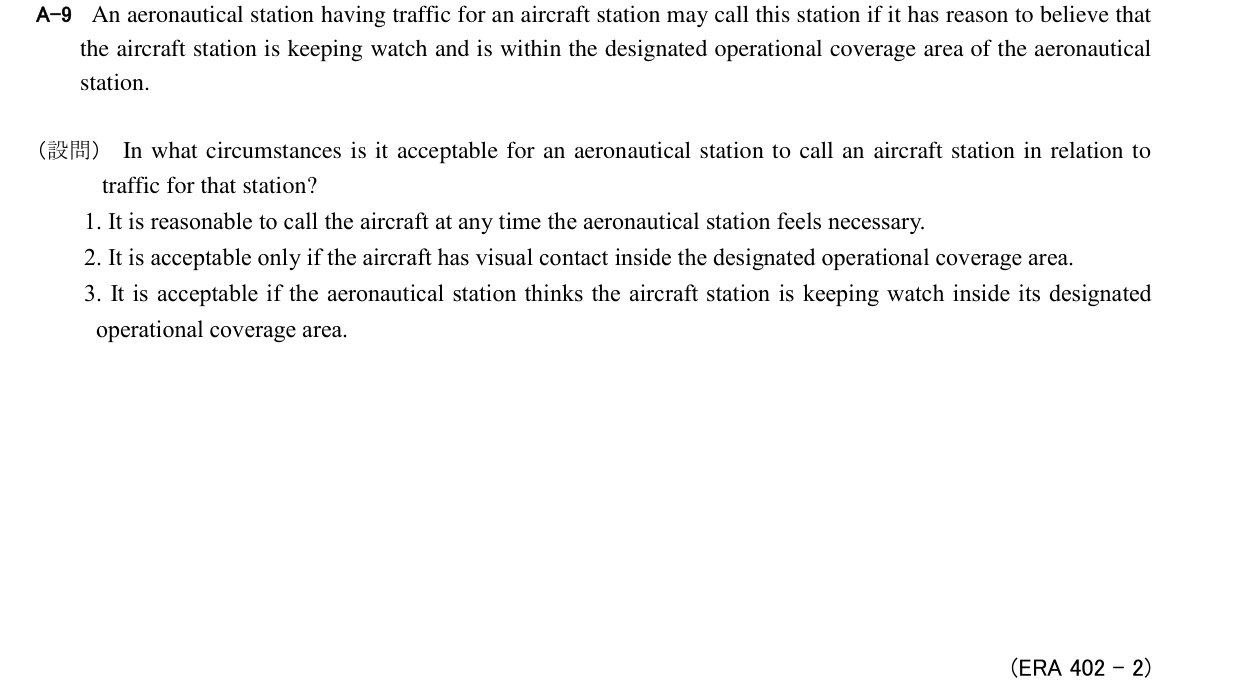 A-9 An aeronautical station having traffic for an aircraft station may call this station if it has reason to believe that
the aircraft station is keeping watch and is within the designated operational coverage area of the aeronautical
station.
（設問） In what circumstances is it acceptable for an aeronautical station to call an aircraft station in relation to
traffic for that station?
1. It is reasonable to call the aircraft at any time the aeronautical station feels necessary.
2. It is acceptable only if the aircraft has visual contact inside the designated operational coverage area.
3. It is acceptable if the aeronautical station thinks the aircraft station is keeping watch inside its designated
operational coverage area.
(ERA 402 − 2)